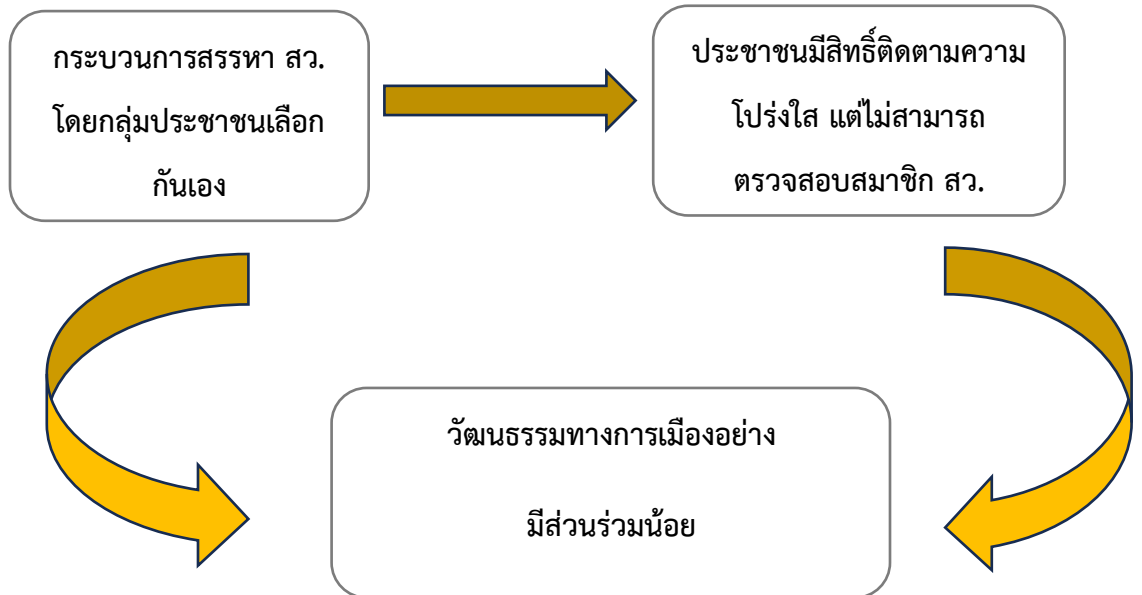 กระบวนการสรรหา สว.
โดยกลุ่มประชาชนเลือก
กันเอง
ประชาชนมีสิทธิ์ติดตามความ
โปร่งใส แต่ไม่สามารถ
ตรวจสอบสมาชิก สว.
วัฒนธรรมทางการเมืองอย่าง
มีส่วนร่วมน้อย